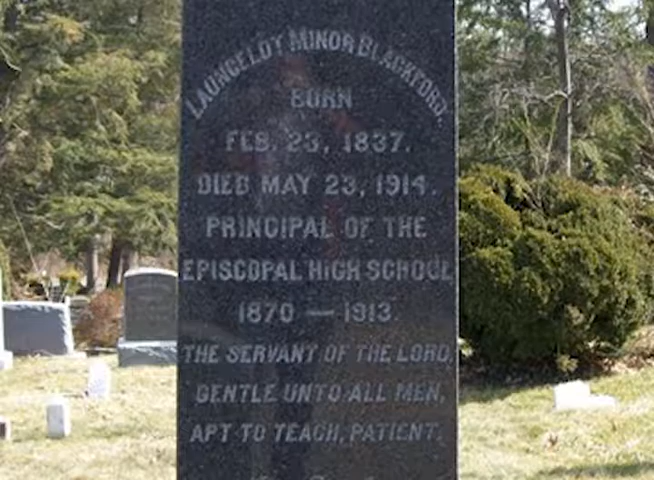 LAUNCELOT MINOR BLACKFORD.
BORN
FEB. 23, 1837.
DIED MAY 23, 1914.
PRINCIPAL OF THE
EPISCOPAL HIGH SCHOOL
1870 — 1913.
THE SERVANT OF THE LORD,
GENTLE UNTO ALL MEN,
APT TO TEACH, PATIENT.